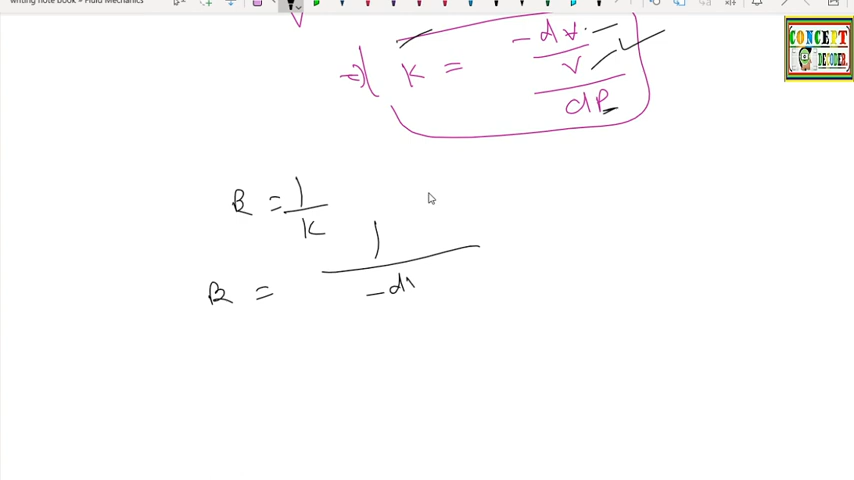 writing note book » Fluid Mechanics
V
=> K = -dv/V / dP
B = 1/K
B = 1 / -dv
CONCEPT
DECODER.